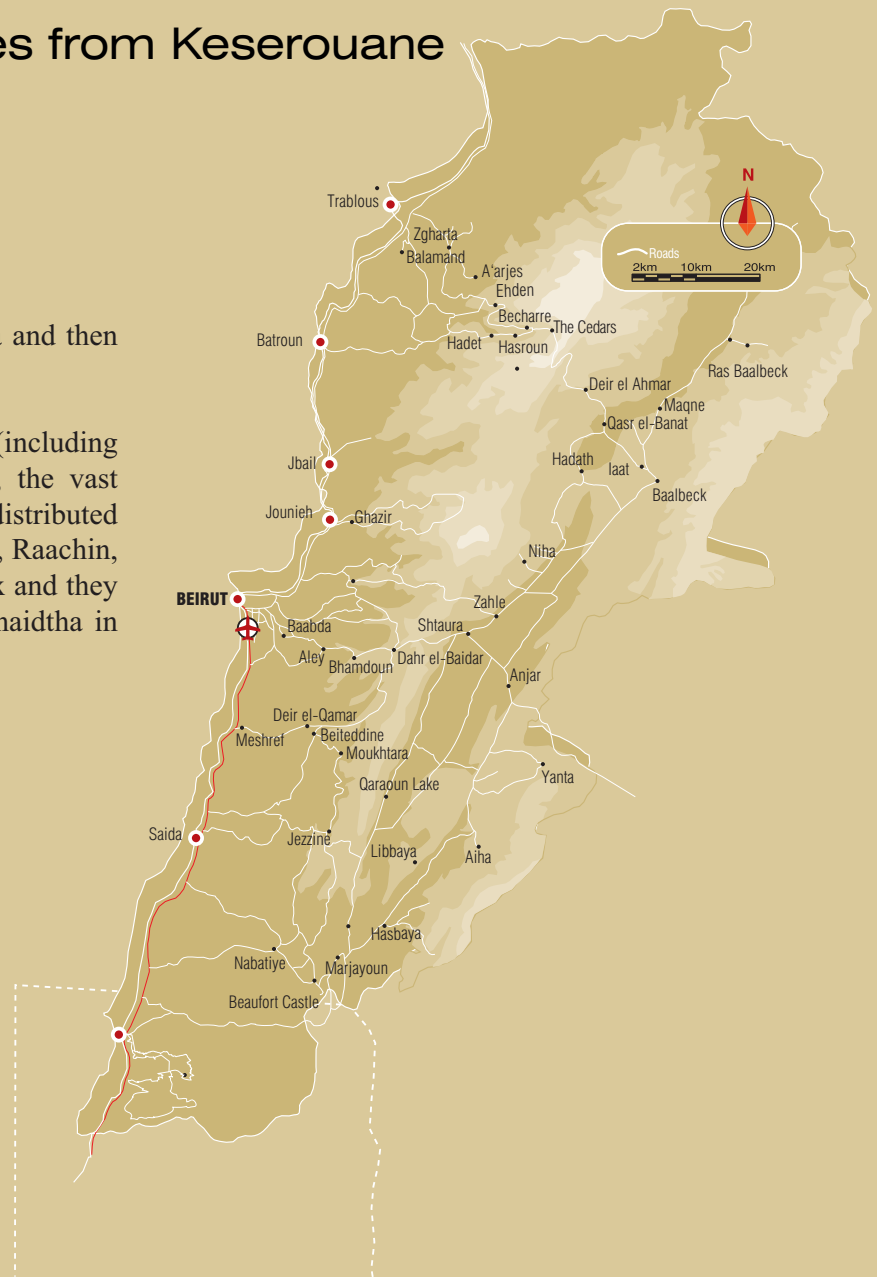 es from Keserouane
and then
(including
the vast
distributed
, Raachin,
and they
haidtha in
N
Roads
2km 10km 20km
Trablous
Zgharta
Balamand
A'arjes
Ehden
Becharre
The Cedars
Batroun
Hadet
Hasroun
Ras Baalbeck
Deir el Ahmar
Maqne
Qasr el-Banat
Jbail
Hadath
Iaat
Baalbeck
Jounieh
Ghazir
Niha
BEIRUT
Zahle
Baabda
Shtaura
Aley
Bhamdoun
Dahr el-Baidar
Anjar
Deir el-Qamar
Meshref
Beiteddine
Moukhtara
Yanta
Qaraoun Lake
Saida
Jezzine
Libbaya
Aiha
Hasbaya
Nabatiye
Marjayoun
Beaufort Castle